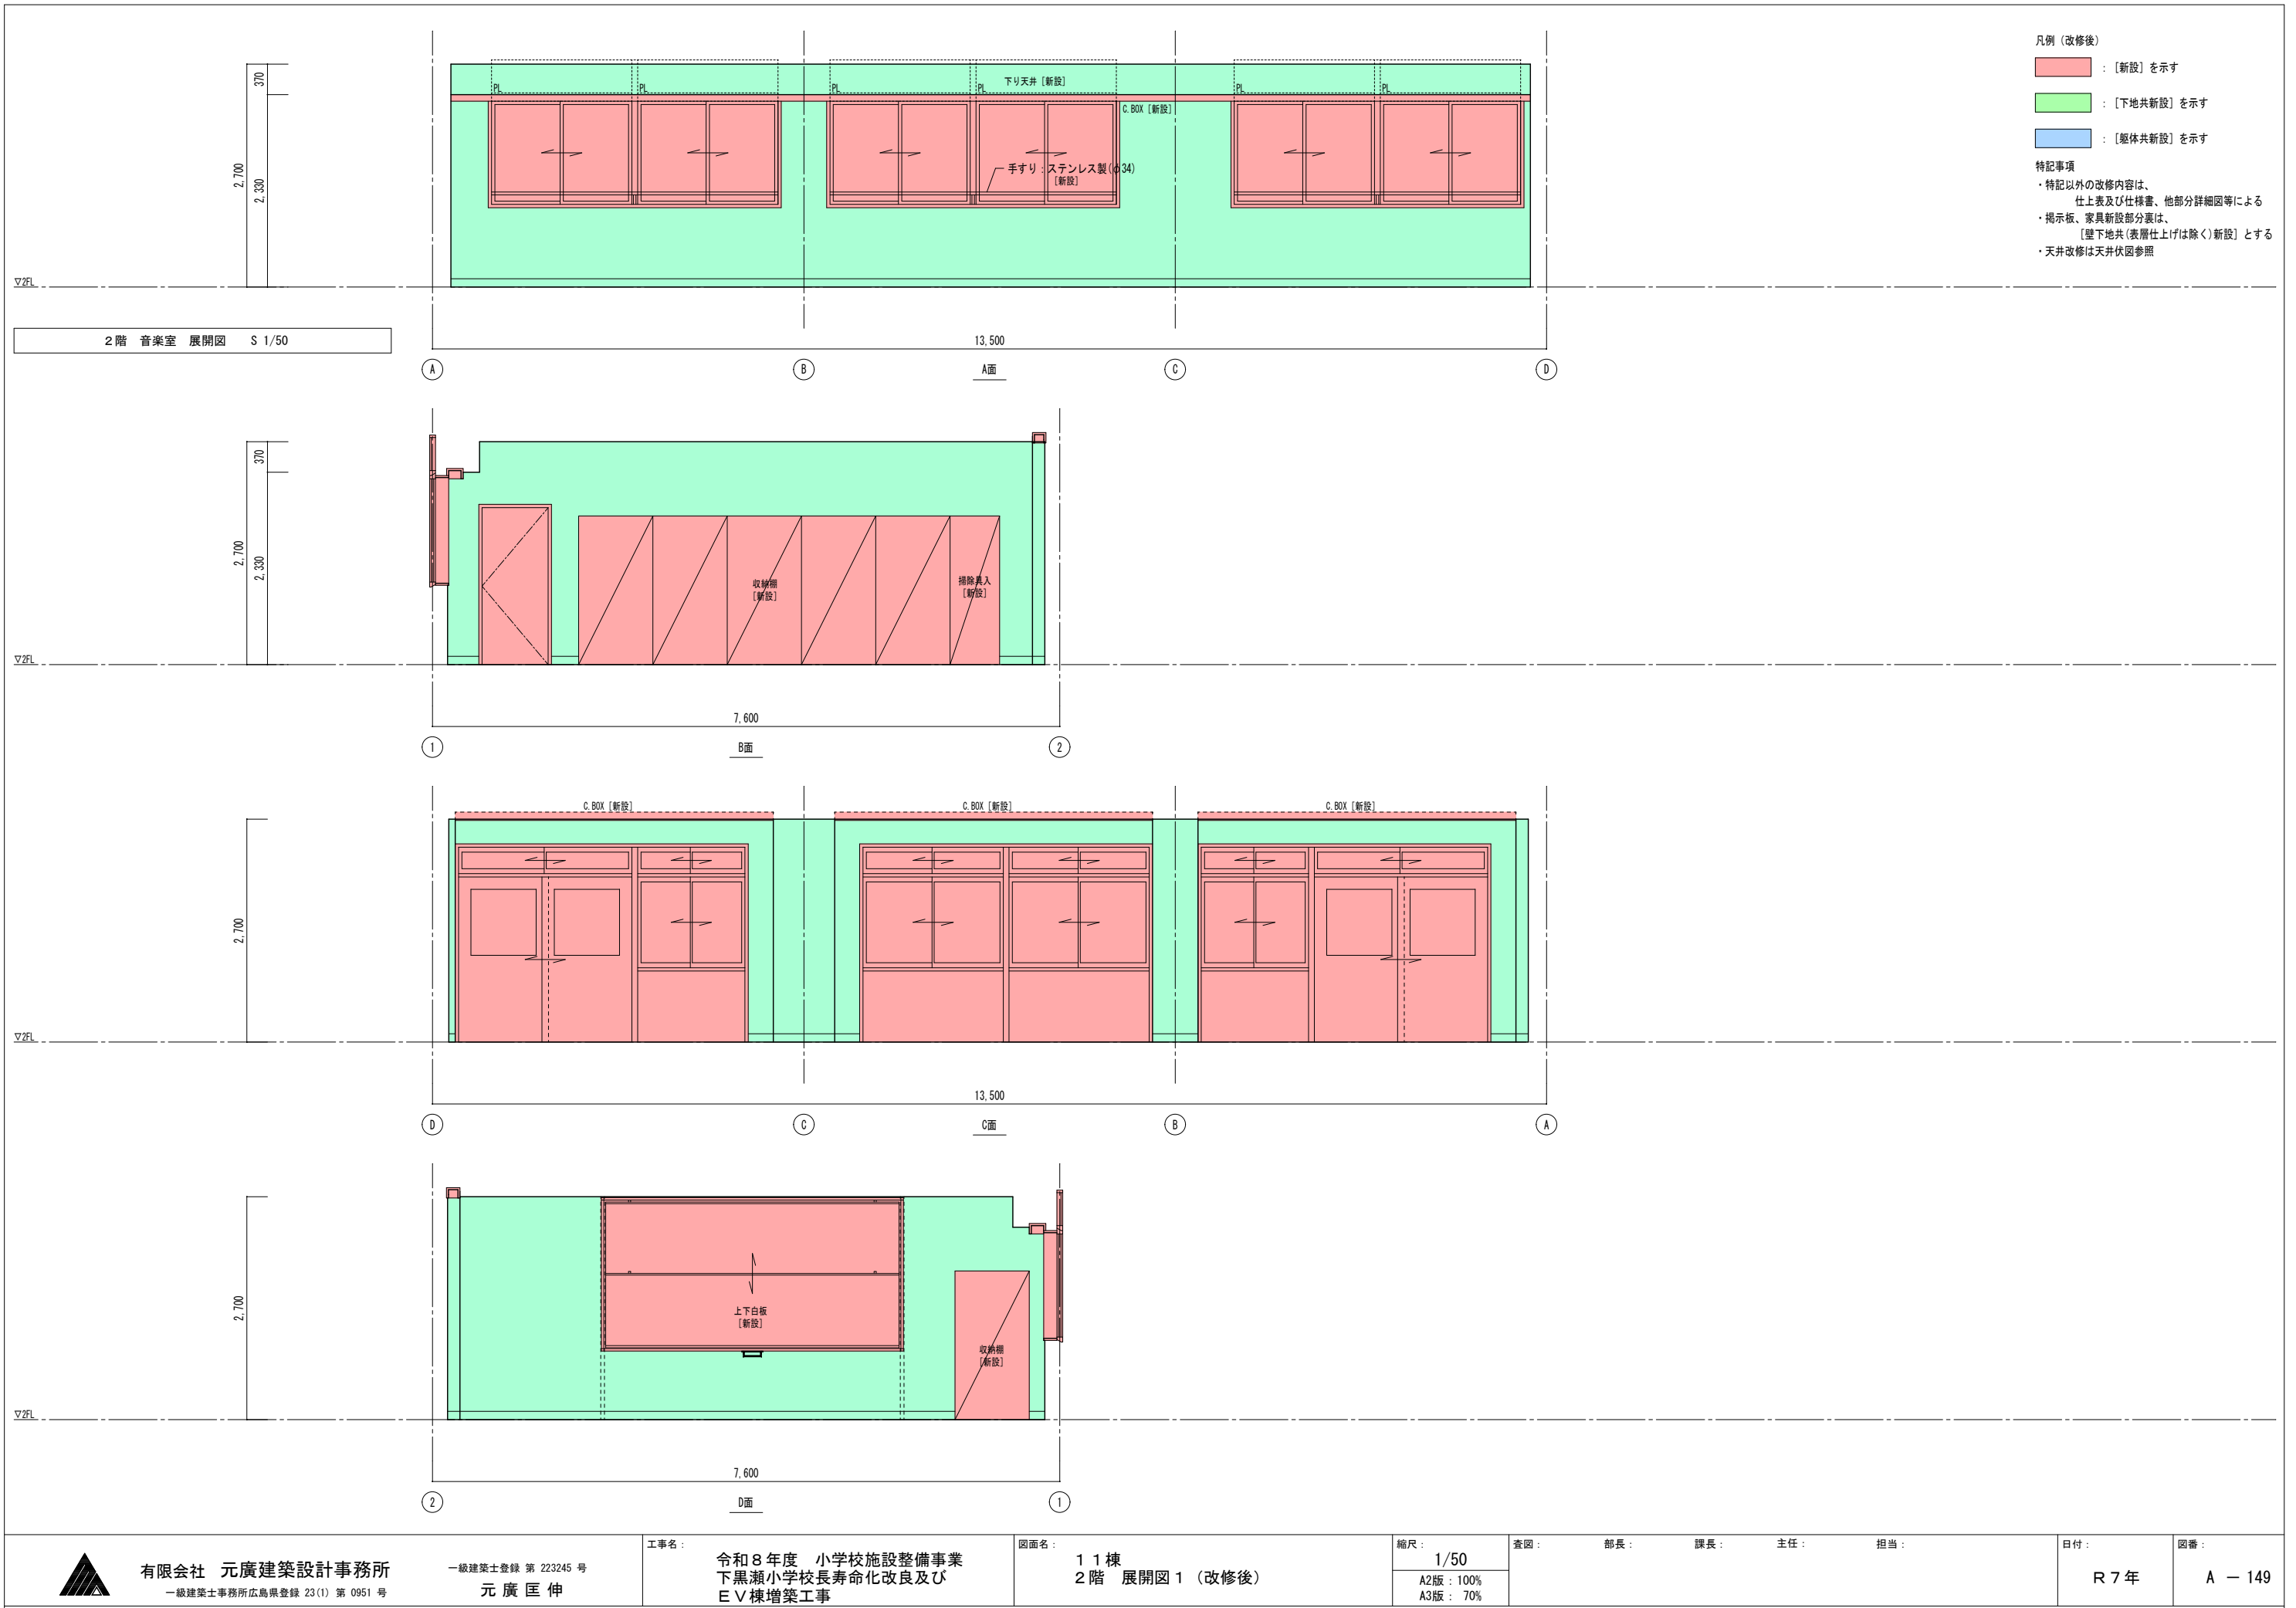 370
2,700
2,330
▽2FL
PL
PL
PL
PL
PL
PL
下り天井 [新設]
C.BOX [新設]
手すり：ステンレス製(φ34)
[新設]
13,500
A
B
A面
C
D
2階　音楽室　展開図　　S 1/50
凡例（改修後）
：［新設］を示す
：［下地共新設］を示す
：［躯体共新設］を示す
特記事項
・特記以外の改修内容は、
仕上表及び仕様書、他部分詳細図等による
・掲示板、家具新設部分裏は、
［壁下地共(表層仕上げは除く)新設］とする
・天井改修は天井伏図参照
370
2,700
2,330
▽2FL
収納棚
[新設]
掃除具入
[新設]
7,600
1
B面
2
C.BOX [新設]
C.BOX [新設]
C.BOX [新設]
2,700
▽2FL
13,500
D
C
C面
B
A
2,700
▽2FL
上下白板
[新設]
収納棚
[新設]
7,600
2
D面
1
有限会社　元廣建築設計事務所
一級建築士事務所広島県登録 23(1) 第 0951 号
一級建築士登録 第 223245 号
元 廣 匡 伸
工事名：
令和８年度　小学校施設整備事業
下黒瀬小学校長寿命化改良及び
ＥＶ棟増築工事
図面名：
１１棟
２階　展開図１（改修後）
縮尺：
1/50
A2版：100%
A3版： 70%
査図：
部長：
課長：
主任：
担当：
日付：
Ｒ７年
図番：
A － 149